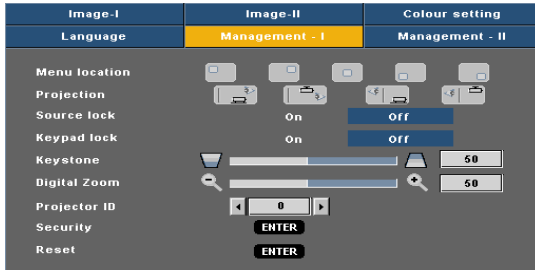 Image-I Image-II Colour setting
Language Management - I Management - II
Menu location
Projection
Source lock On Off
Keypad lock On Off
Keystone 50
Digital Zoom 50
Projector ID 0
Security ENTER
Reset ENTER